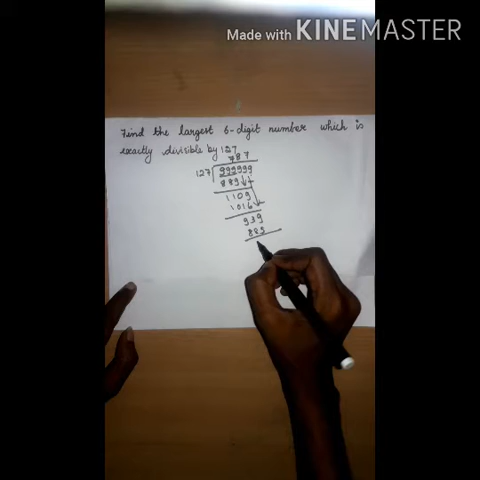 Made with KINEMASTER
Find the largest 6-digit number which is
exactly divisible by 127
787
127 999999
889
1109
1016
939
889